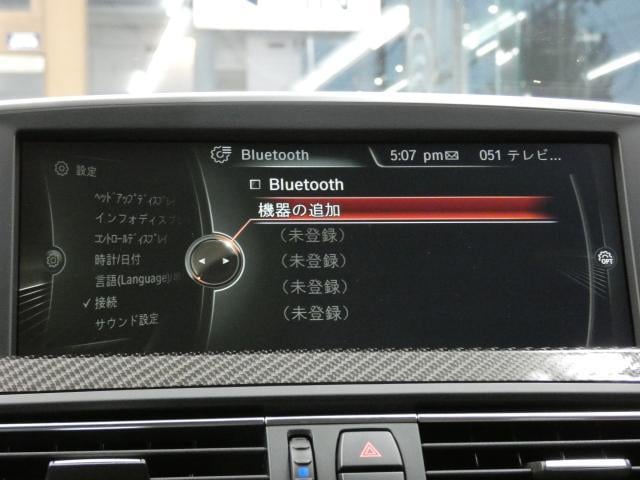 Bluetooth
5:07 pm
051 テレビ...
設定
ヘッドアップディスプレイ
インフォディスプ
コントロールディスプレイ
時計/日付
言語(Language)/
✓ 接続
サウンド設定
Bluetooth
機器の追加
(未登録)
(未登録)
(未登録)
(未登録)
OPT